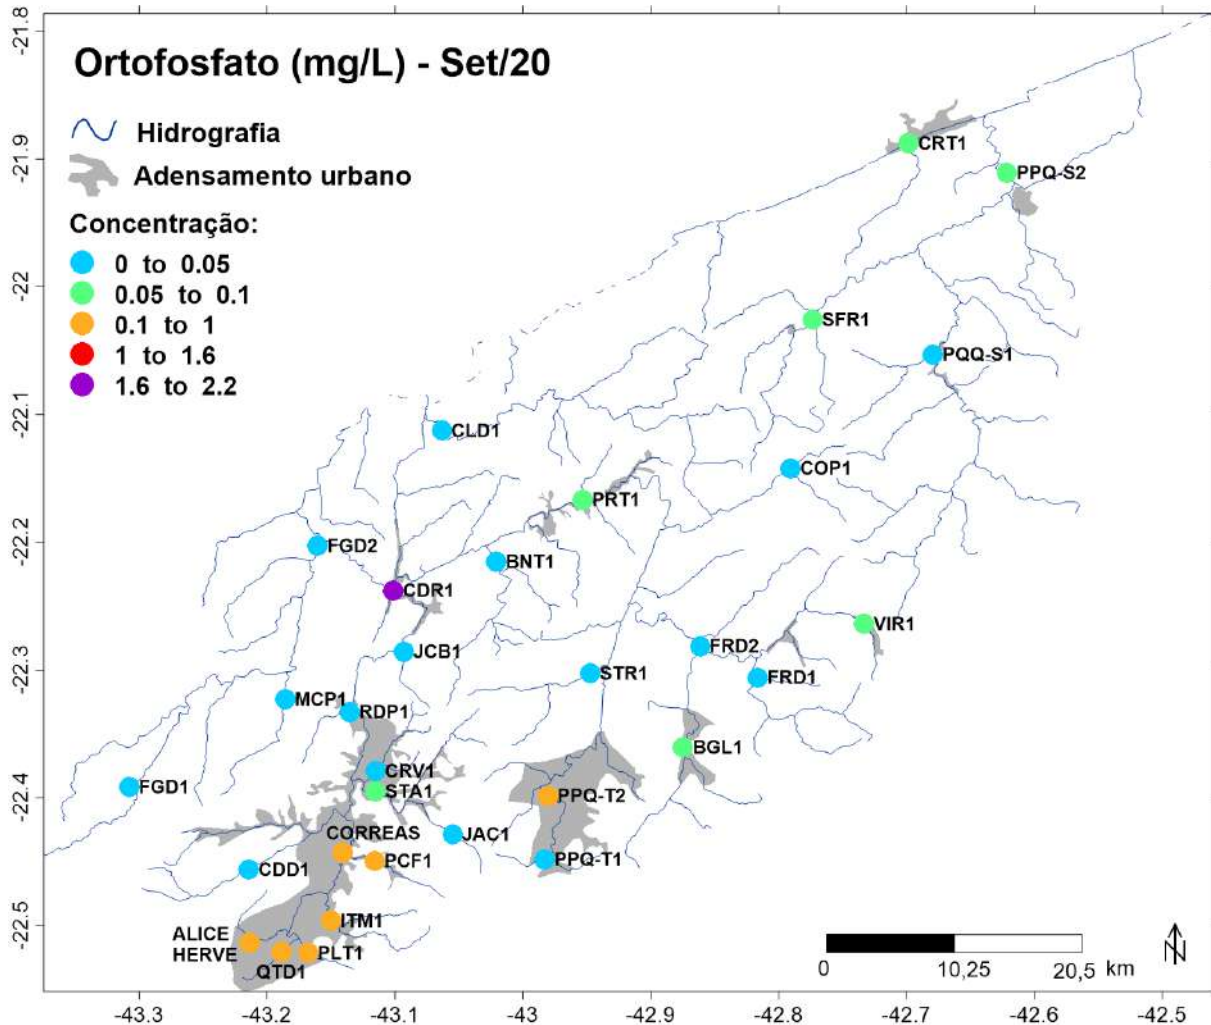 Ortofosfato (mg/L) - Set/20
Hidrografia
Adensamento urbano
Concentração:
0 to 0.05
0.05 to 0.1
0.1 to 1
1 to 1.6
1.6 to 2.2
-21.8
-21.9
-22
-22.1
-22.2
-22.3
-22.4
-22.5
CRT1
PPQ-S2
SFR1
PQQ-S1
CLD1
COP1
PRT1
FGD2
BNT1
CDR1
VIR1
JCB1
FRD2
STR1
FRD1
MCP1
RDP1
BGL1
CRV1
FGD1
STA1
PPQ-T2
CORREAS
JAC1
PCF1
PPQ-T1
CDD1
ITM1
ALICE
HERVE
PLT1
QTD1
N
0 10,25 20,5 km
-43.3 -43.2 -43.1 -43 -42.9 -42.8 -42.7 -42.6 -42.5